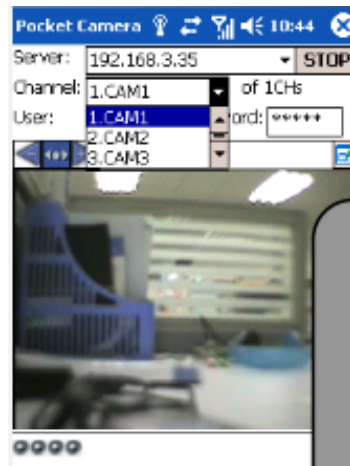 Pocket Camera 10:44
Server: 192.168.3.35 STOP
Channel: 1.CAM1 of 1CHs
User: 1.CAM1 ord: *****
2.CAM2
3.CAM3